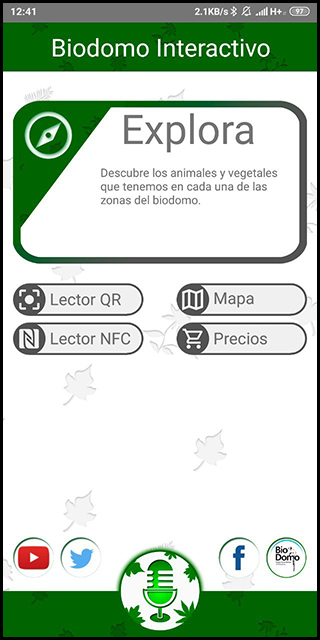 12:41
2.1KB/s H+ 97
Biodomo Interactivo
Explora
Descubre los animales y vegetales
que tenemos en cada una de las
zonas del biodomo.
Lector QR
Mapa
Lector NFC
Precios
Bio
Domo